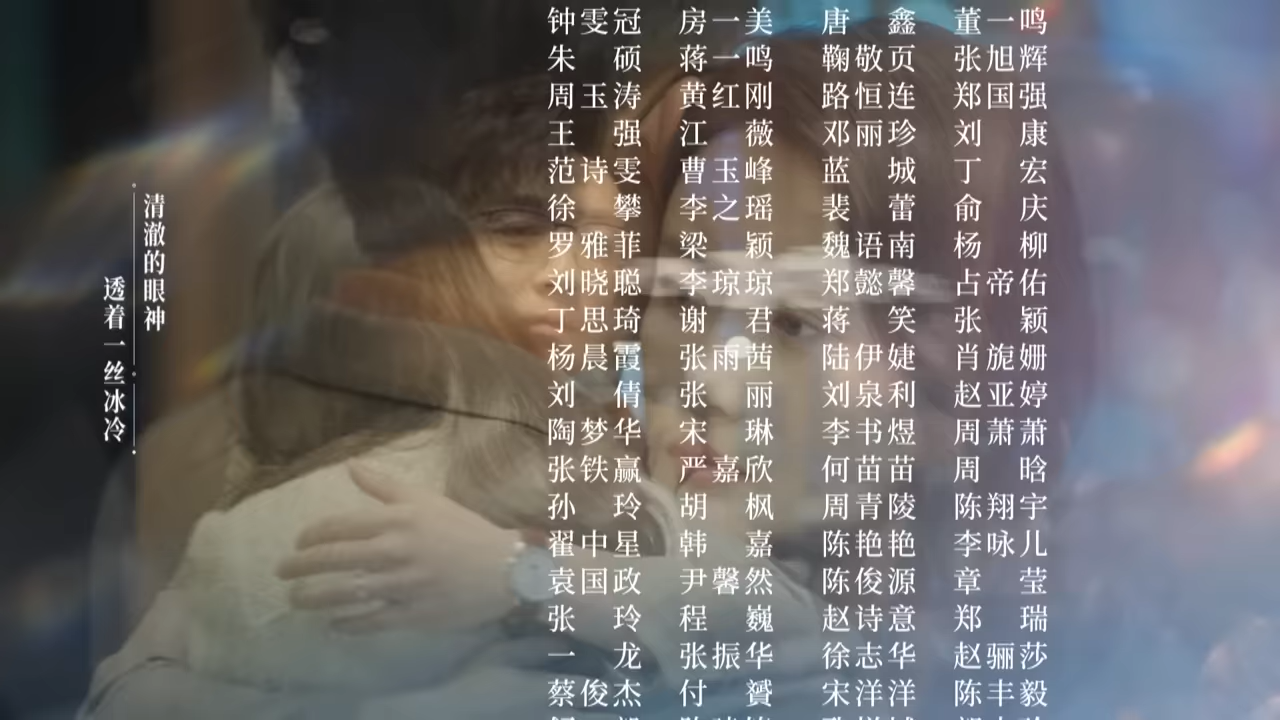 清澈的眼神
透着一丝冰冷
钟雯冠 房一美 唐鑫 董一鸣
朱硕 蒋一鸣 鞠敬页 张旭辉
周玉涛 黄红刚 路恒连 郑国强
王强 江薇 邓丽珍 刘康
范诗雯 曹玉峰 蓝城 丁宏
徐攀 李之瑶 裴蕾 俞庆
罗雅菲 梁颖 魏语南 杨柳
刘晓聪 李琼琼 郑懿馨 占帝佑
丁思琦 谢君 蒋笑 张颖
杨晨霞 张雨茜 陆伊婕 肖旎姗
刘倩 张丽 刘泉利 赵亚婷
陶梦华 宋琳 李书煜 周萧萧
张铁赢 严嘉欣 何苗苗 周晗
孙玲 胡枫 周青陵 陈翔宇
翟中星 韩嘉 陈艳艳 李咏儿
袁国政 尹馨然 陈俊源 章莹
张玲 程巍 赵诗意 郑瑞
一龙 张振华 徐志华 赵骊莎
蔡俊杰 付赟 宋洋洋 陈丰毅